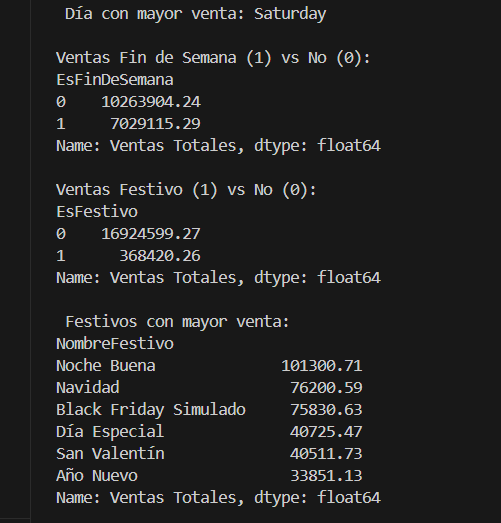 Día con mayor venta: Saturday
Ventas Fin de Semana (1) vs No (0):
EsFinDeSemana
0    10263904.24
1     7029115.29
Name: Ventas Totales, dtype: float64
Ventas Festivo (1) vs No (0):
EsFestivo
0    16924599.27
1      368420.26
Name: Ventas Totales, dtype: float64
Festivos con mayor venta:
NombreFestivo
Noche Buena               101300.71
Navidad                    76200.59
Black Friday Simulado      75830.63
Día Especial               40725.47
San Valentín               40511.73
Año Nuevo                  33851.13
Name: Ventas Totales, dtype: float64